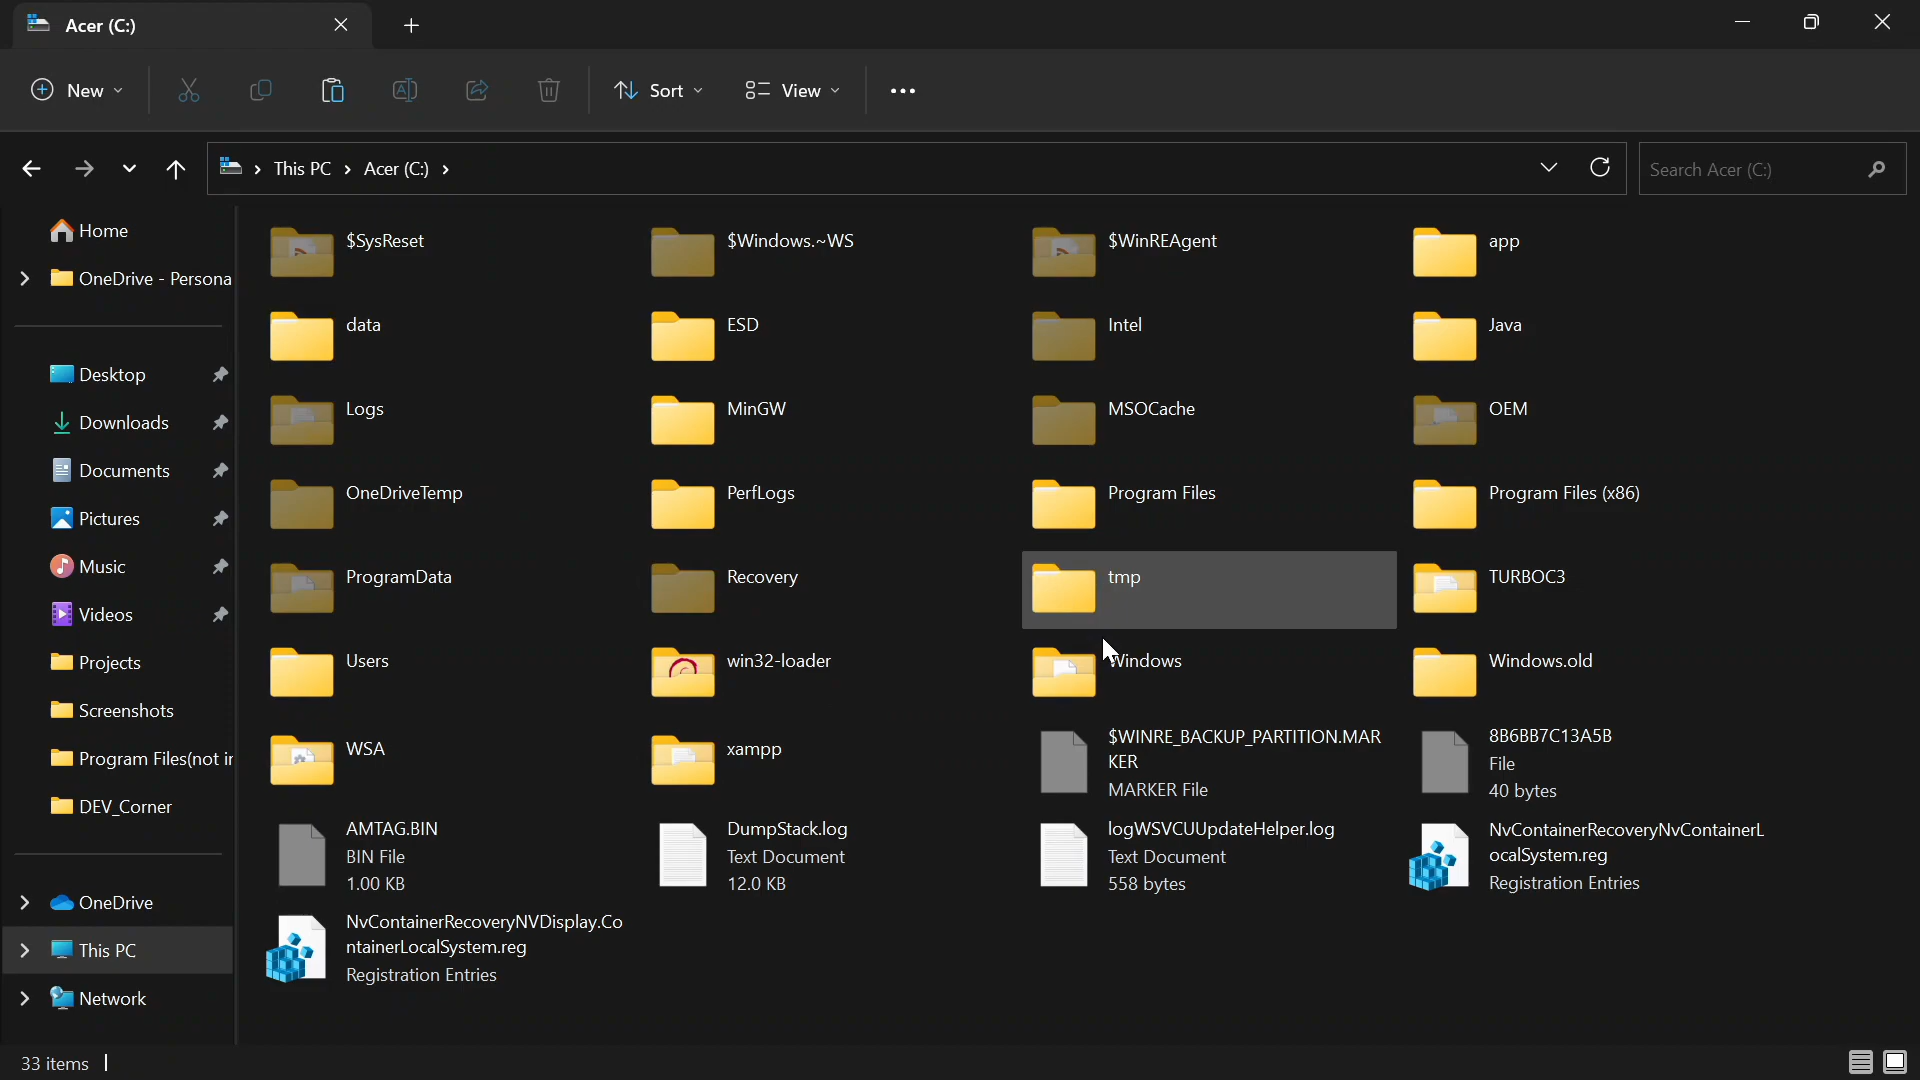 Acer (C:)
New
Sort
View
This PC
Acer (C:)
Search Acer (C:)
Home
OneDrive - Persona
Desktop
Downloads
Documents
Pictures
Music
Videos
Projects
Screenshots
Program Files(not ir
DEV_Corner
OneDrive
This PC
Network
$SysReset
$Windows.~WS
$WinREAgent
app
data
ESD
Intel
Java
Logs
MinGW
MSOCache
OEM
OneDriveTemp
PerfLogs
Program Files
Program Files (x86)
ProgramData
Recovery
tmp
TURBOC3
Users
win32-loader
Windows
Windows.old
WSA
xampp
$WINRE_BACKUP_PARTITION.MAR
KER
MARKER File
8B6BB7C13A5B
File
40 bytes
AMTAG.BIN
BIN File
1.00 KB
DumpStack.log
Text Document
12.0 KB
logWSVCUUpdateHelper.log
Text Document
558 bytes
NvContainerRecoveryNvContainerL
ocalSystem.reg
Registration Entries
NvContainerRecoveryNVDisplay.Co
ntainerLocalSystem.reg
Registration Entries
33 items